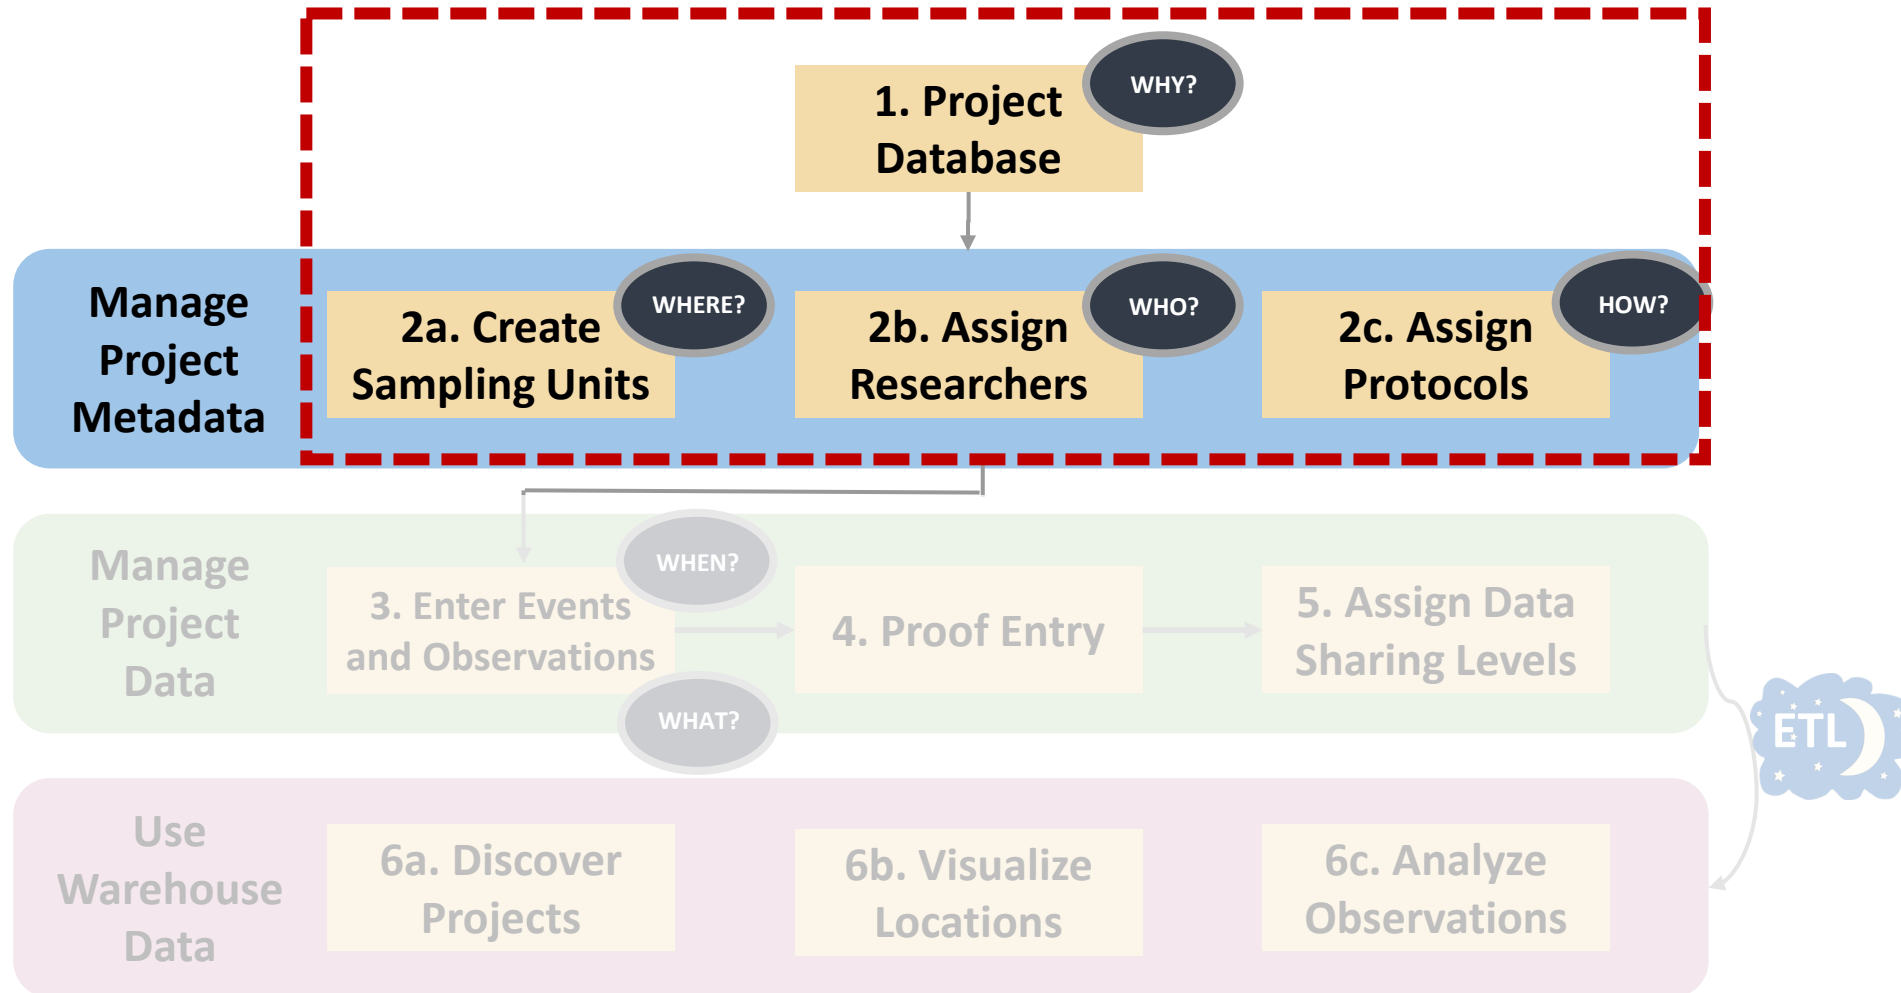 WHY?
1. Project
Database
Manage
Project
Metadata
WHERE?
2a. Create
Sampling Units
WHO?
2b. Assign
Researchers
HOW?
2c. Assign
Protocols
Manage
Project
Data
WHEN?
3. Enter Events
and Observations
WHAT?
4. Proof Entry
5. Assign Data
Sharing Levels
ETL
Use
Warehouse
Data
6a. Discover
Projects
6b. Visualize
Locations
6c. Analyze
Observations